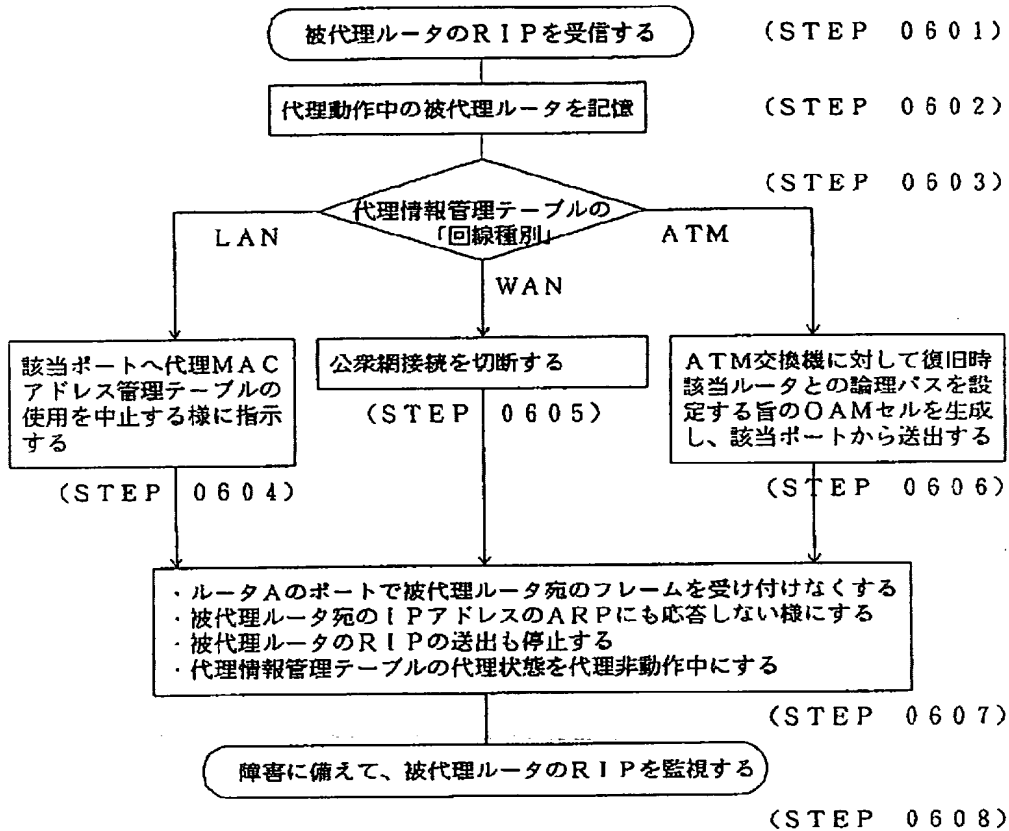 被代理ルータのRIPを受信する
(STEP 0601)
代理動作中の被代理ルータを記憶
(STEP 0602)
(STEP 0603)
代理情報管理テーブルの
「回線種別」
LAN
ATM
WAN
該当ポートへ代理MAC
アドレス管理テーブルの
使用を中止する様に指示
する
(STEP 0604)
公衆網接続を切断する
(STEP 0605)
ATM交換機に対して復旧時
該当ルータとの論理パスを設
定する旨のOAMセルを生成
し、該当ポートから送出する
(STEP 0606)
・ルータAのポートで被代理ルータ宛のフレームを受け付けなくする
・被代理ルータ宛のIPアドレスのARPにも応答しない様にする
・被代理ルータのRIPの送出も停止する
・代理情報管理テーブルの代理状態を代理非動作中にする
(STEP 0607)
障害に備えて、被代理ルータのRIPを監視する
(STEP 0608)